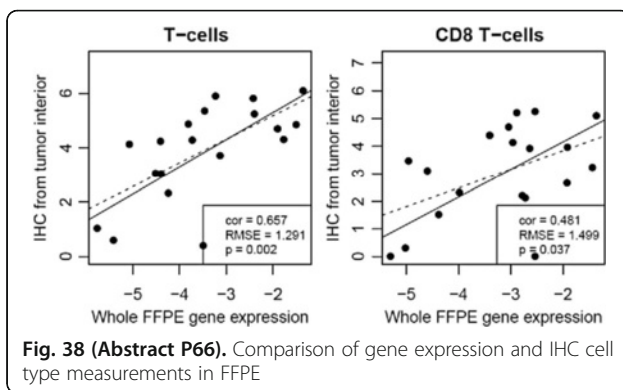 T-cells
IHC from tumor interior
6
4
2
0
cor = 0.657
RMSE = 1.291
p = 0.002
−5 −4 −3 −2
Whole FFPE gene expression
CD8 T-cells
IHC from tumor interior
7
6
5
4
3
2
1
0
cor = 0.481
RMSE = 1.499
p = 0.037
−5 −4 −3 −2
Whole FFPE gene expression
Fig. 38 (Abstract P66). Comparison of gene expression and IHC cell
type measurements in FFPE